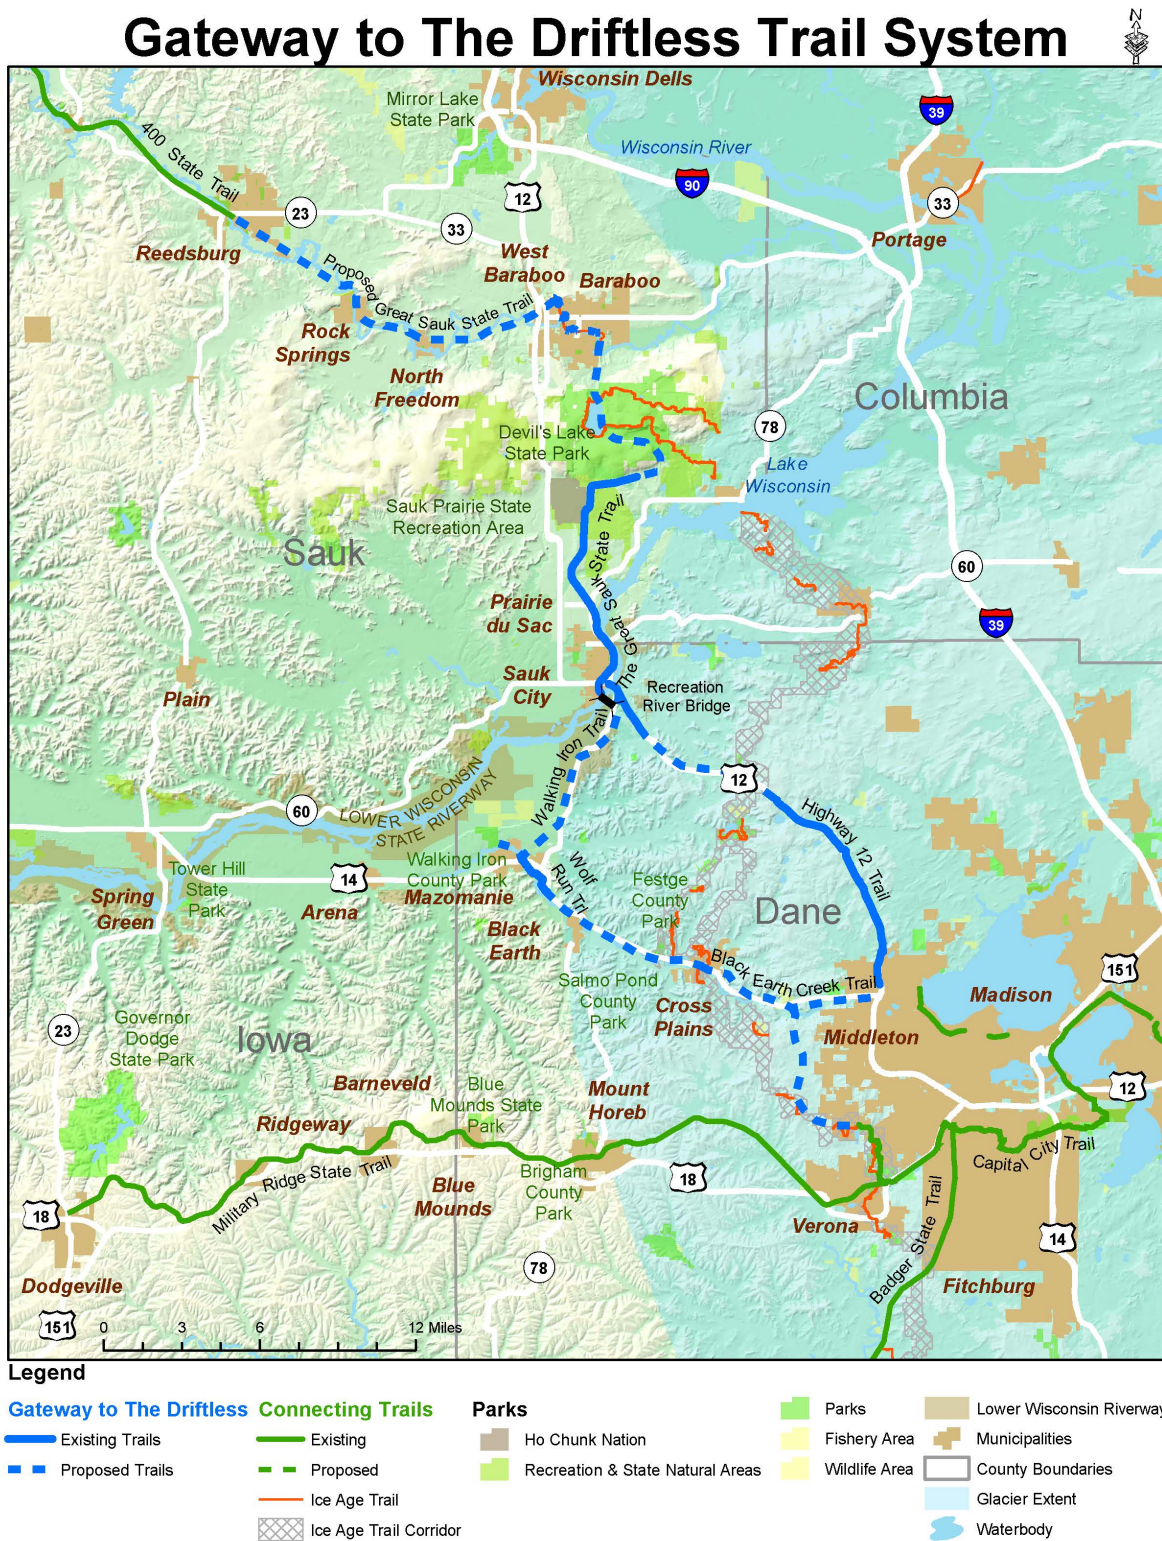 Gateway to The Driftless Trail System
N
Wisconsin Dells
Mirror Lake
State Park
39
400 State Trail
Wisconsin River
90
12
23
33
33
Reedsburg
West
Baraboo
Baraboo
Portage
Proposed
Great Sauk State Trail
Rock
Springs
North
Freedom
Columbia
78
Devil's Lake
State Park
Lake
Wisconsin
Sauk Prairie State
Recreation Area
Sauk
The Great Sauk State Trail
60
39
Prairie
du Sac
Sauk
City
Plain
Recreation
River Bridge
Walking Iron Trail
12
LOWER WISCONSIN
STATE RIVERWAY
60
Highway 12 Trail
Walking Iron
County Park
Wolf
Run Trl
Tower Hill
State
Park
14
Mazomanie
Festge
County
Park
Spring
Green
Arena
Dane
Black
Earth
Black Earth Creek Trail
151
Salmo Pond
County
Park
Cross
Plains
Madison
Middleton
23
Governor
Dodge
State Park
Iowa
Barneveld
Blue
Mounds State
Park
Mount
Horeb
12
Ridgeway
Capital City Trail
Military Ridge State Trail
Brigham
County
Park
18
Blue
Mounds
18
Verona
Badger State Trail
14
78
Dodgeville
Fitchburg
151
0 3 6 12 Miles
Legend
Gateway to The Driftless
Existing Trails
Proposed Trails
Connecting Trails
Existing
Proposed
Ice Age Trail
Ice Age Trail Corridor
Parks
Ho Chunk Nation
Recreation & State Natural Areas
Parks
Fishery Area
Wildlife Area
Lower Wisconsin Riverway
Municipalities
County Boundaries
Glacier Extent
Waterbody